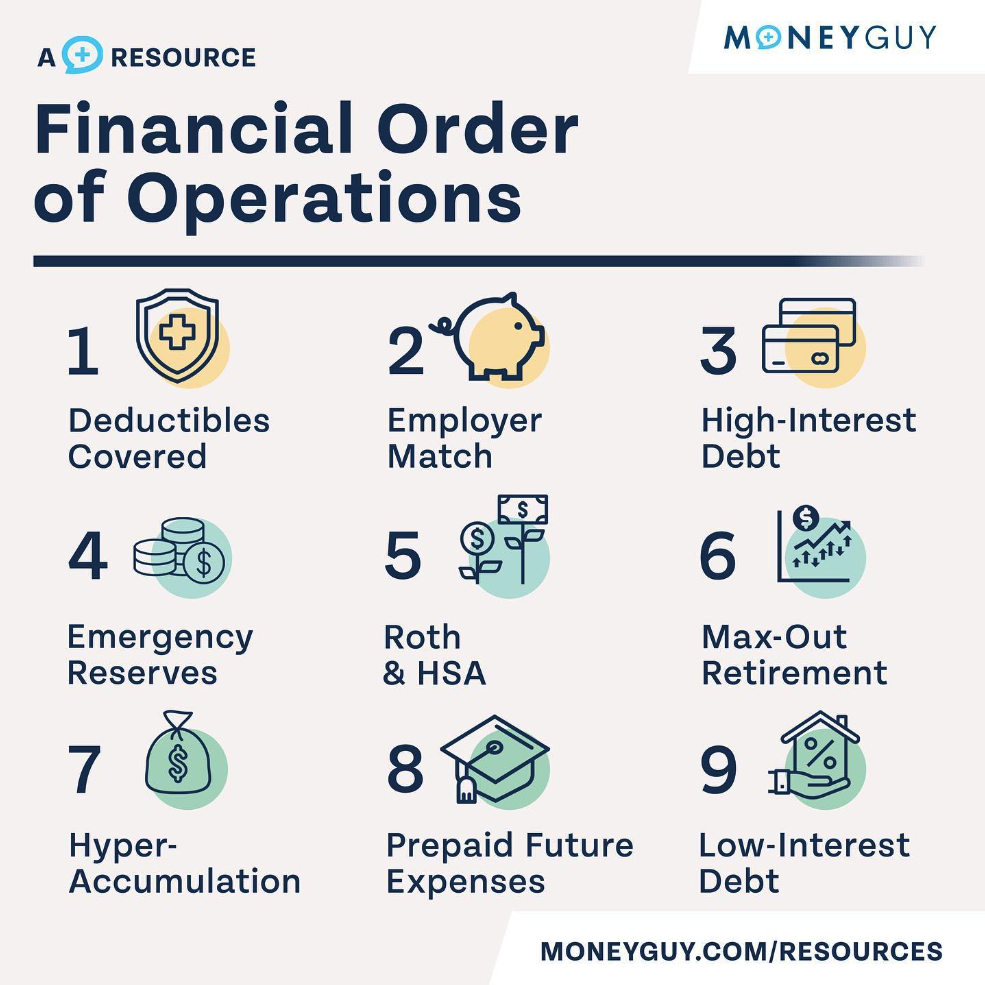 A RESOURCE
MONEYGUY
Financial Order
of Operations
1
Deductibles
Covered
2
Employer
Match
3
High-Interest
Debt
4
Emergency
Reserves
5
Roth
& HSA
6
Max-Out
Retirement
7
Hyper-
Accumulation
8
Prepaid Future
Expenses
9
Low-Interest
Debt
MONEYGUY.COM/RESOURCES